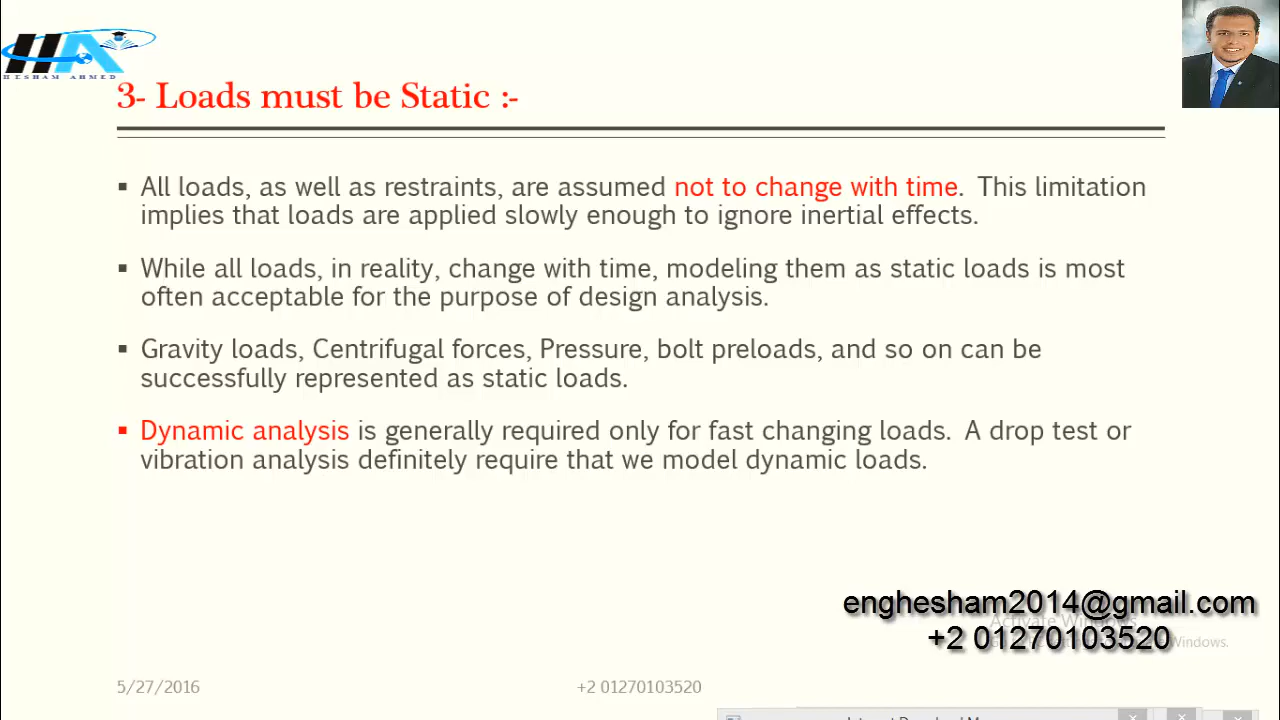 HA
HESHAM AHMED
3- Loads must be Static :-
▪ All loads, as well as restraints, are assumed not to change with time. This limitation
implies that loads are applied slowly enough to ignore inertial effects.
▪ While all loads, in reality, change with time, modeling them as static loads is most
often acceptable for the purpose of design analysis.
▪ Gravity loads, Centrifugal forces, Pressure, bolt preloads, and so on can be
successfully represented as static loads.
▪ Dynamic analysis is generally required only for fast changing loads. A drop test or
vibration analysis definitely require that we model dynamic loads.
enghesham2014@gmail.com
Activate Windows
+2 01270103520
Windows.
5/27/2016
+2 01270103520